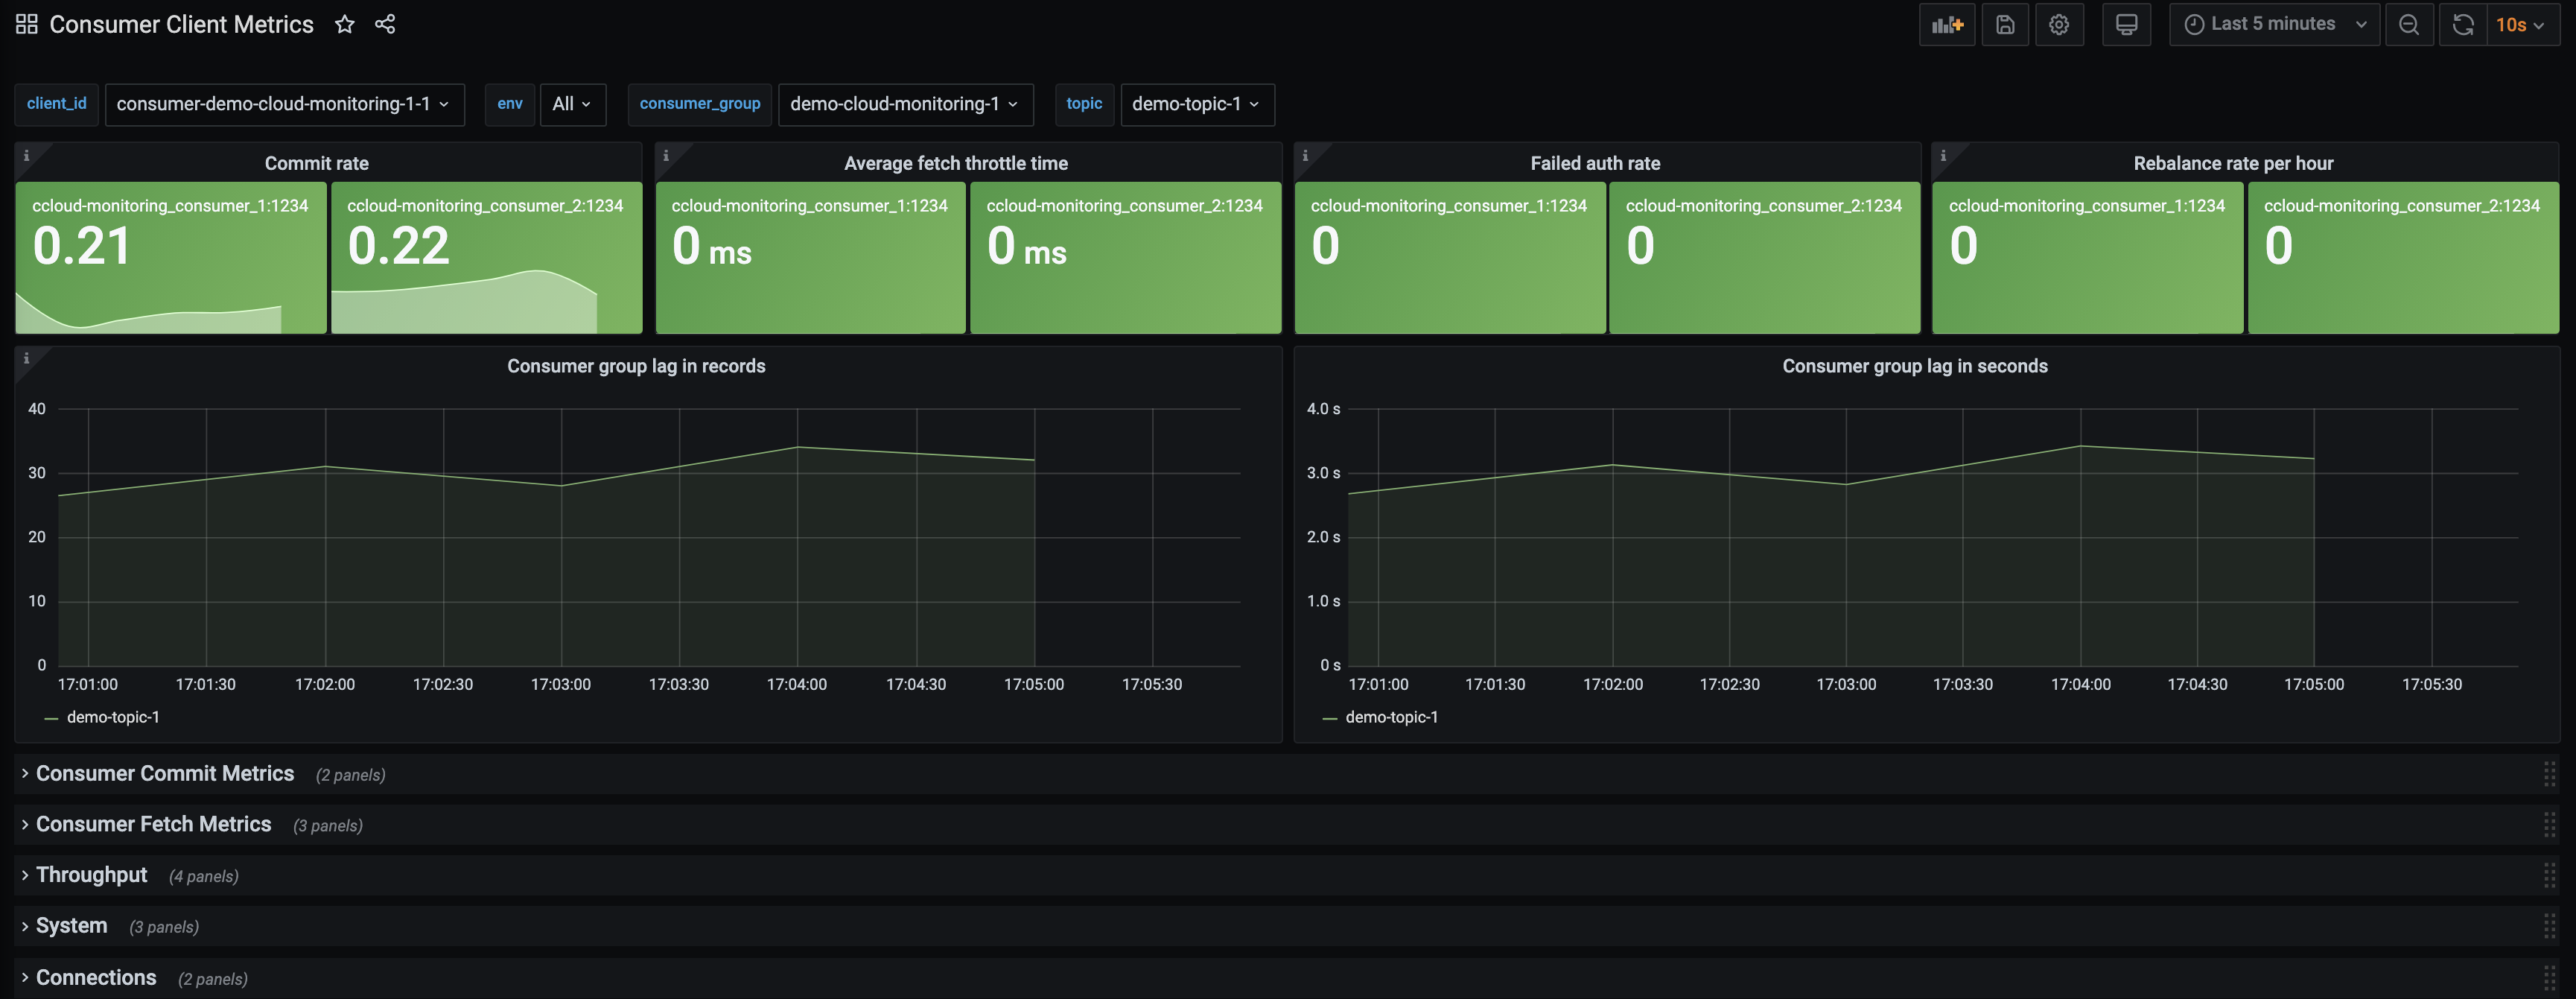 Consumer Client Metrics
Last 5 minutes
10s
client_id consumer-demo-cloud-monitoring-1-1 env All consumer_group demo-cloud-monitoring-1 topic demo-topic-1
Commit rate
ccloud-monitoring_consumer_1:1234
0.21
ccloud-monitoring_consumer_2:1234
0.22
Average fetch throttle time
ccloud-monitoring_consumer_1:1234
0 ms
ccloud-monitoring_consumer_2:1234
0 ms
Failed auth rate
ccloud-monitoring_consumer_1:1234
0
ccloud-monitoring_consumer_2:1234
0
Rebalance rate per hour
ccloud-monitoring_consumer_1:1234
0
ccloud-monitoring_consumer_2:1234
0
Consumer group lag in records
40
30
20
10
0
17:01:00 17:01:30 17:02:00 17:02:30 17:03:00 17:03:30 17:04:00 17:04:30 17:05:00 17:05:30
demo-topic-1
Consumer group lag in seconds
4.0 s
3.0 s
2.0 s
1.0 s
0 s
17:01:00 17:01:30 17:02:00 17:02:30 17:03:00 17:03:30 17:04:00 17:04:30 17:05:00 17:05:30
demo-topic-1
Consumer Commit Metrics (2 panels)
Consumer Fetch Metrics (3 panels)
Throughput (4 panels)
System (3 panels)
Connections (2 panels)